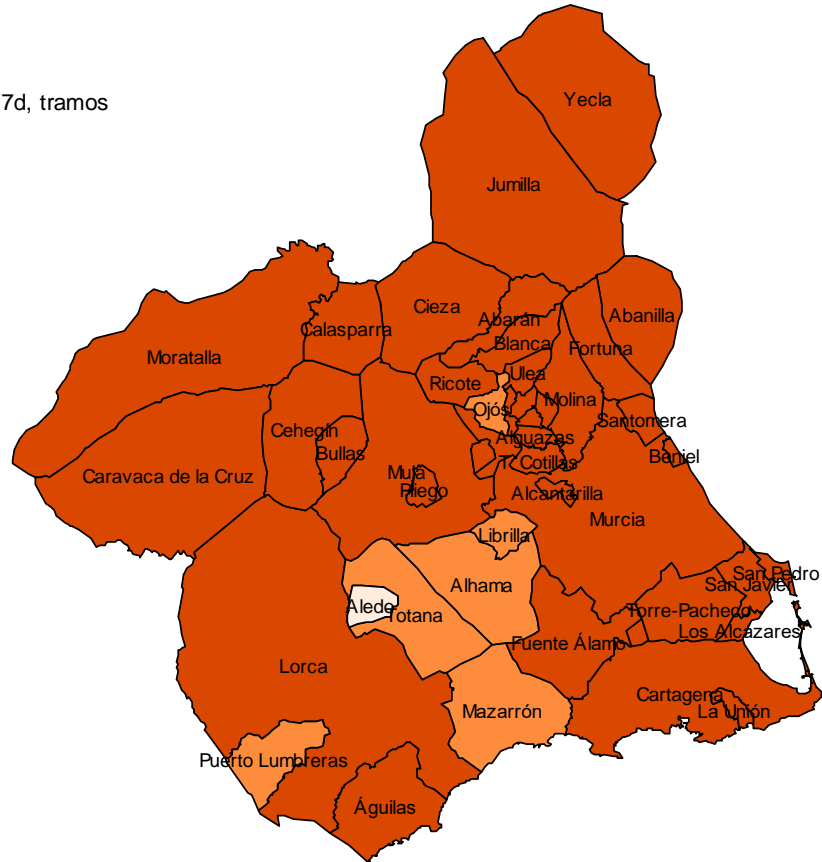 Yecla
7d, tramos
Jumilla
Cieza
Abanilla
Abarán
Calasparra
Blanca
Fortuna
Moratalla
Ulea
Ricote
Molina
Ojós
Santomera
Cehegín
Alguazas
Bullas
Beniel
Cotillas
Mula
Caravaca de la Cruz
Pliego
Alcantarilla
Murcia
Librilla
San Pedro
San Javier
Alhama
Aledo
Torre-Pacheco
Totana
Los Alcázares
Fuente Álamo
Lorca
Cartagena
Mazarrón
La Unión
Puerto Lumbreras
Águilas